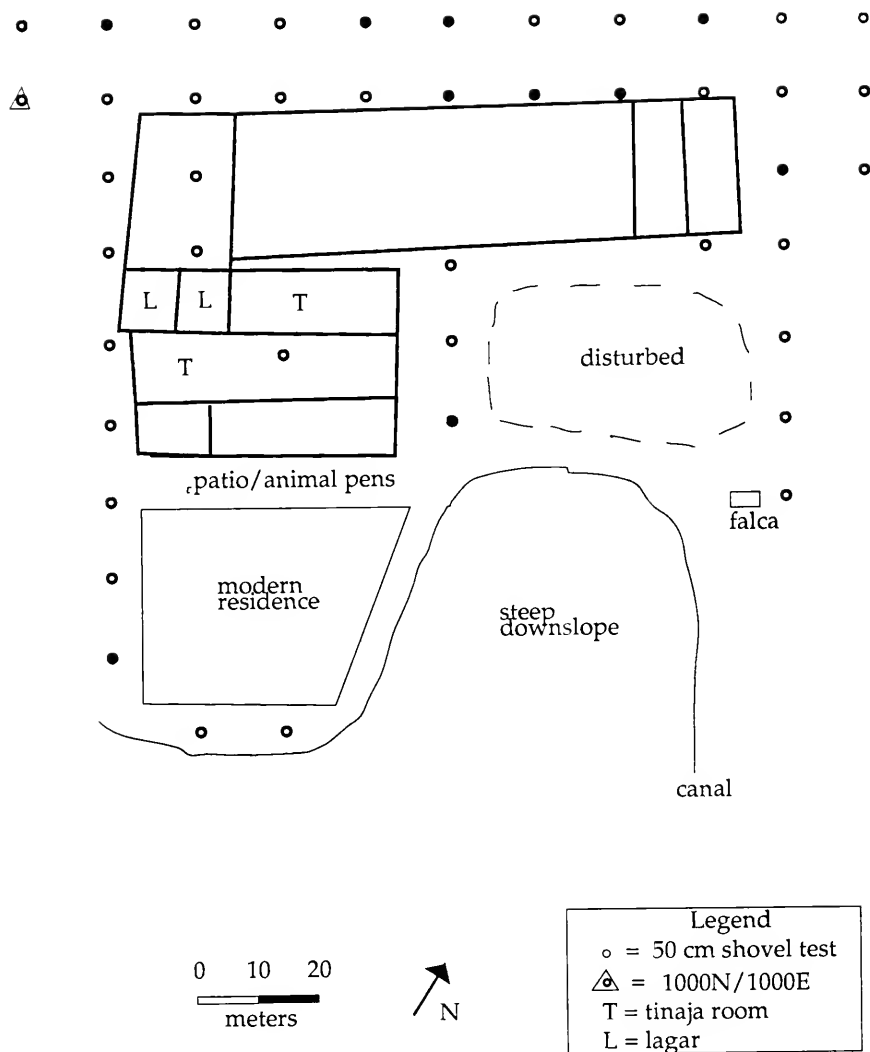 L
L
T
T
disturbed
patio/animal pens
falca
modern
residence
steep
downslope
canal
0 10 20
meters
N
Legend
= 50 cm shovel test
= 1000N/1000E
T = tinaja room
L = lagar